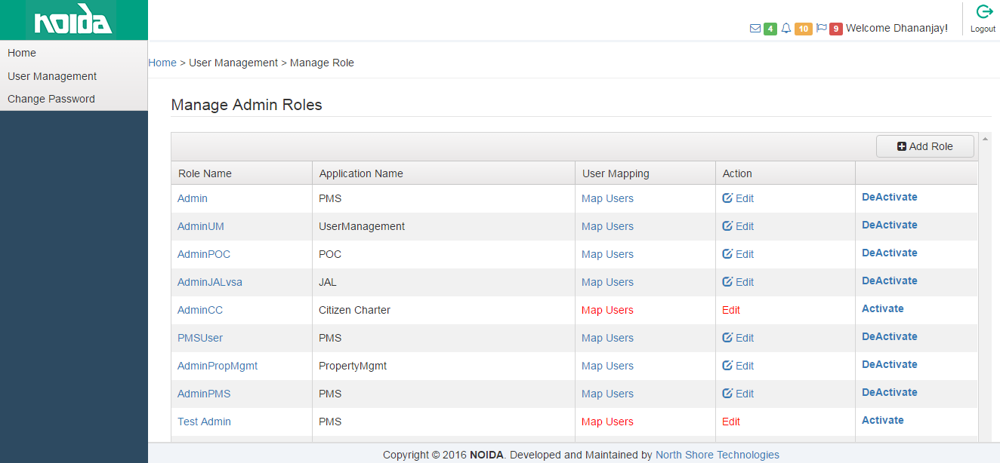 noida
4 10 9 Welcome Dhananjay!
Logout
Home
User Management
Change Password
Home > User Management > Manage Role
Manage Admin Roles
Add Role
Role Name Application Name User Mapping Action
Admin PMS Map Users Edit DeActivate
AdminUM UserManagement Map Users Edit DeActivate
AdminPOC POC Map Users Edit DeActivate
AdminJALvsa JAL Map Users Edit DeActivate
AdminCC Citizen Charter Map Users Edit Activate
PMSUser PMS Map Users Edit DeActivate
AdminPropMgmt PropertyMgmt Map Users Edit DeActivate
AdminPMS PMS Map Users Edit DeActivate
Test Admin PMS Map Users Edit Activate
Copyright © 2016 NOIDA. Developed and Maintained by North Shore Technologies